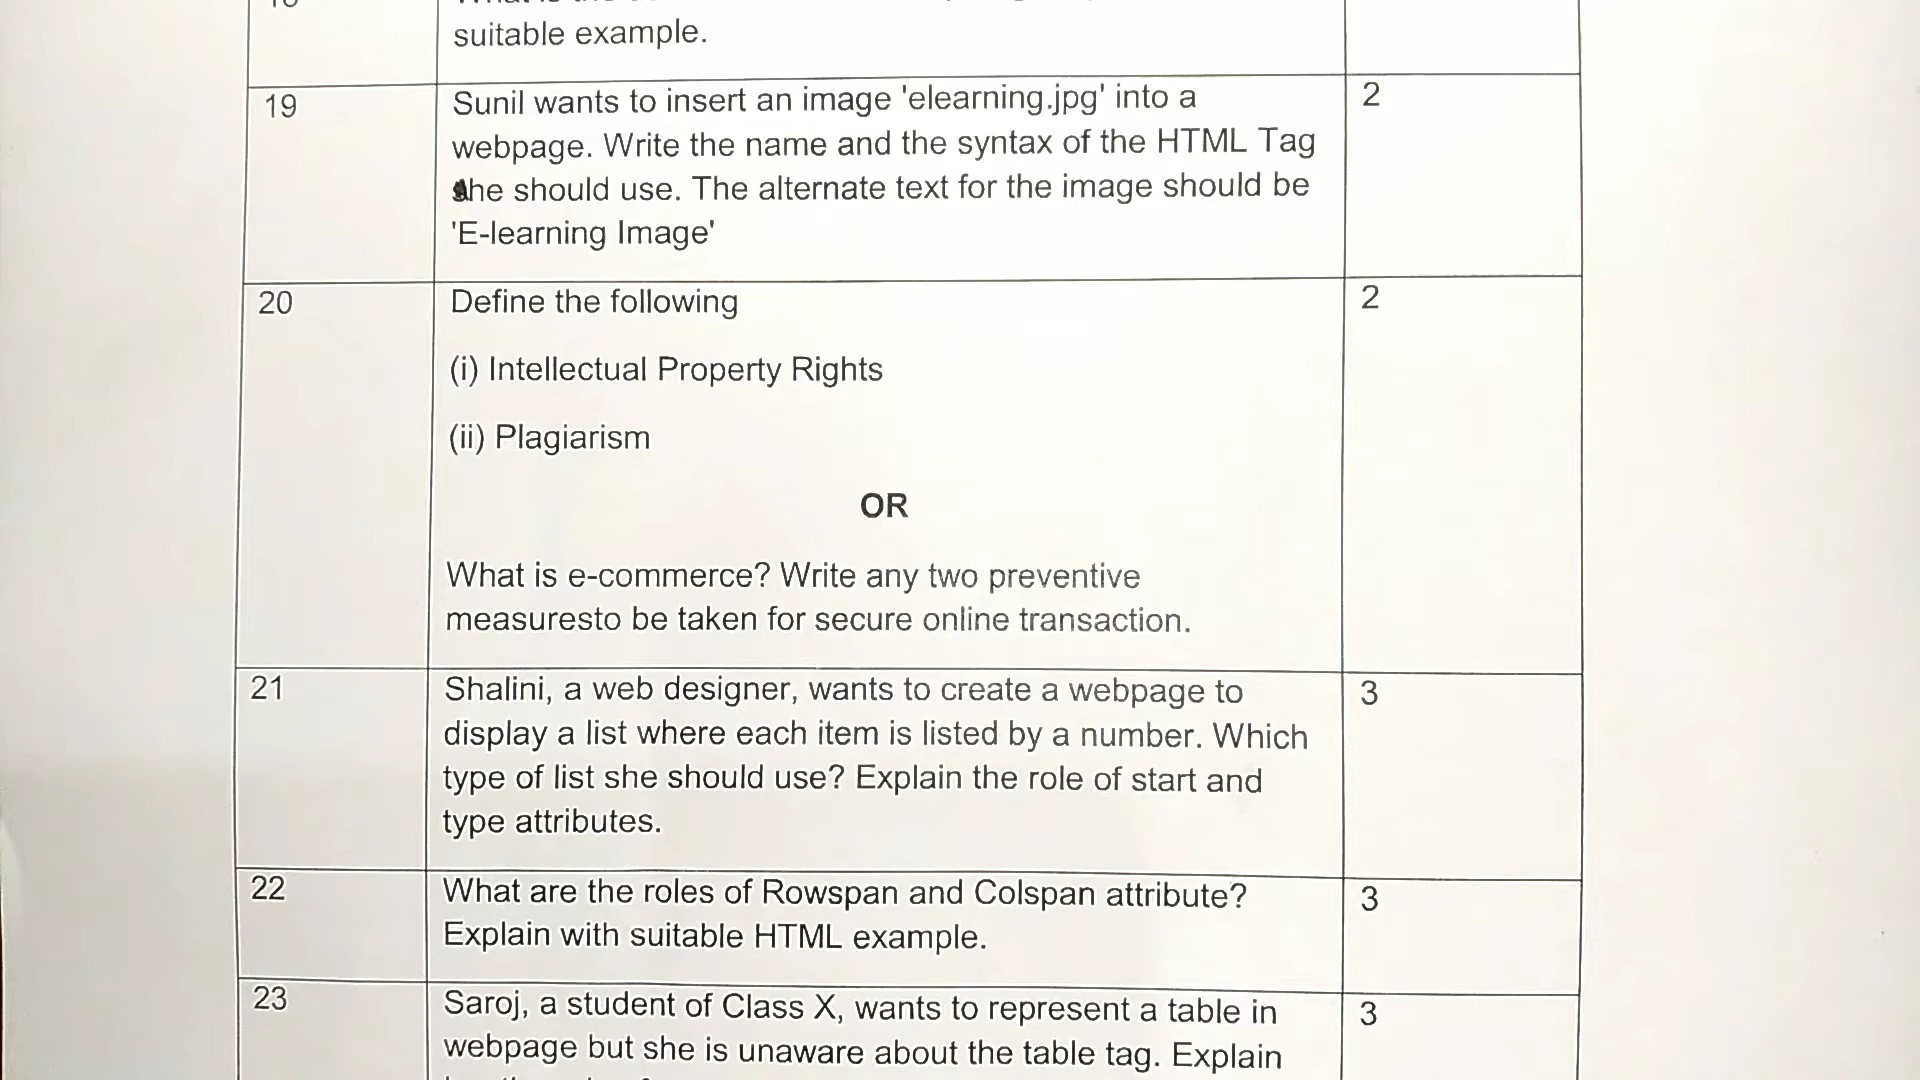 suitable example.
19
Sunil wants to insert an image 'elearning.jpg' into a
2
webpage. Write the name and the syntax of the HTML Tag
he should use. The alternate text for the image should be
'E-learning Image'
20
Define the following
2
(i) Intellectual Property Rights
(ii) Plagiarism
OR
What is e-commerce? Write any two preventive
measuresto be taken for secure online transaction.
21
Shalini, a web designer, wants to create a webpage to
3
display a list where each item is listed by a number. Which
type of list she should use? Explain the role of start and
type attributes.
22
What are the roles of Rowspan and Colspan attribute?
3
Explain with suitable HTML example.
23
Saroj, a student of Class X, wants to represent a table in
3
webpage but she is unaware about the table tag. Explain